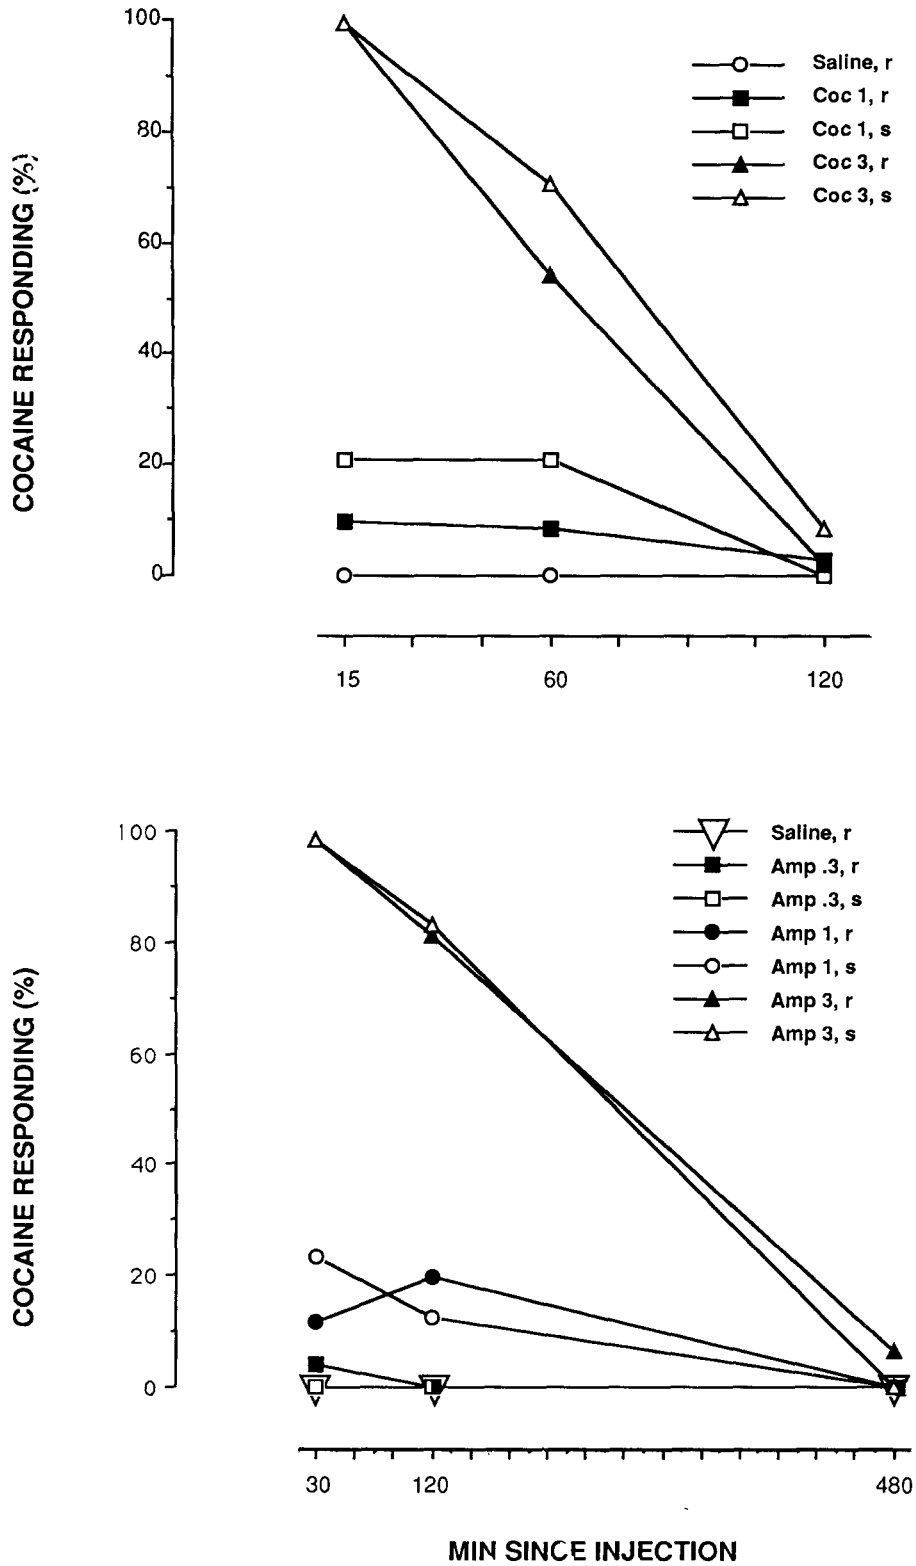 COCAINE RESPONDING (%)
100
80
60
40
20
0
Saline, r
Coc 1, r
Coc 1, s
Coc 3, r
Coc 3, s
15 60 120
COCAINE RESPONDING (%)
100
80
60
40
20
0
Saline, r
Amp .3, r
Amp .3, s
Amp 1, r
Amp 1, s
Amp 3, r
Amp 3, s
30 120 480
MIN SINCE INJECTION